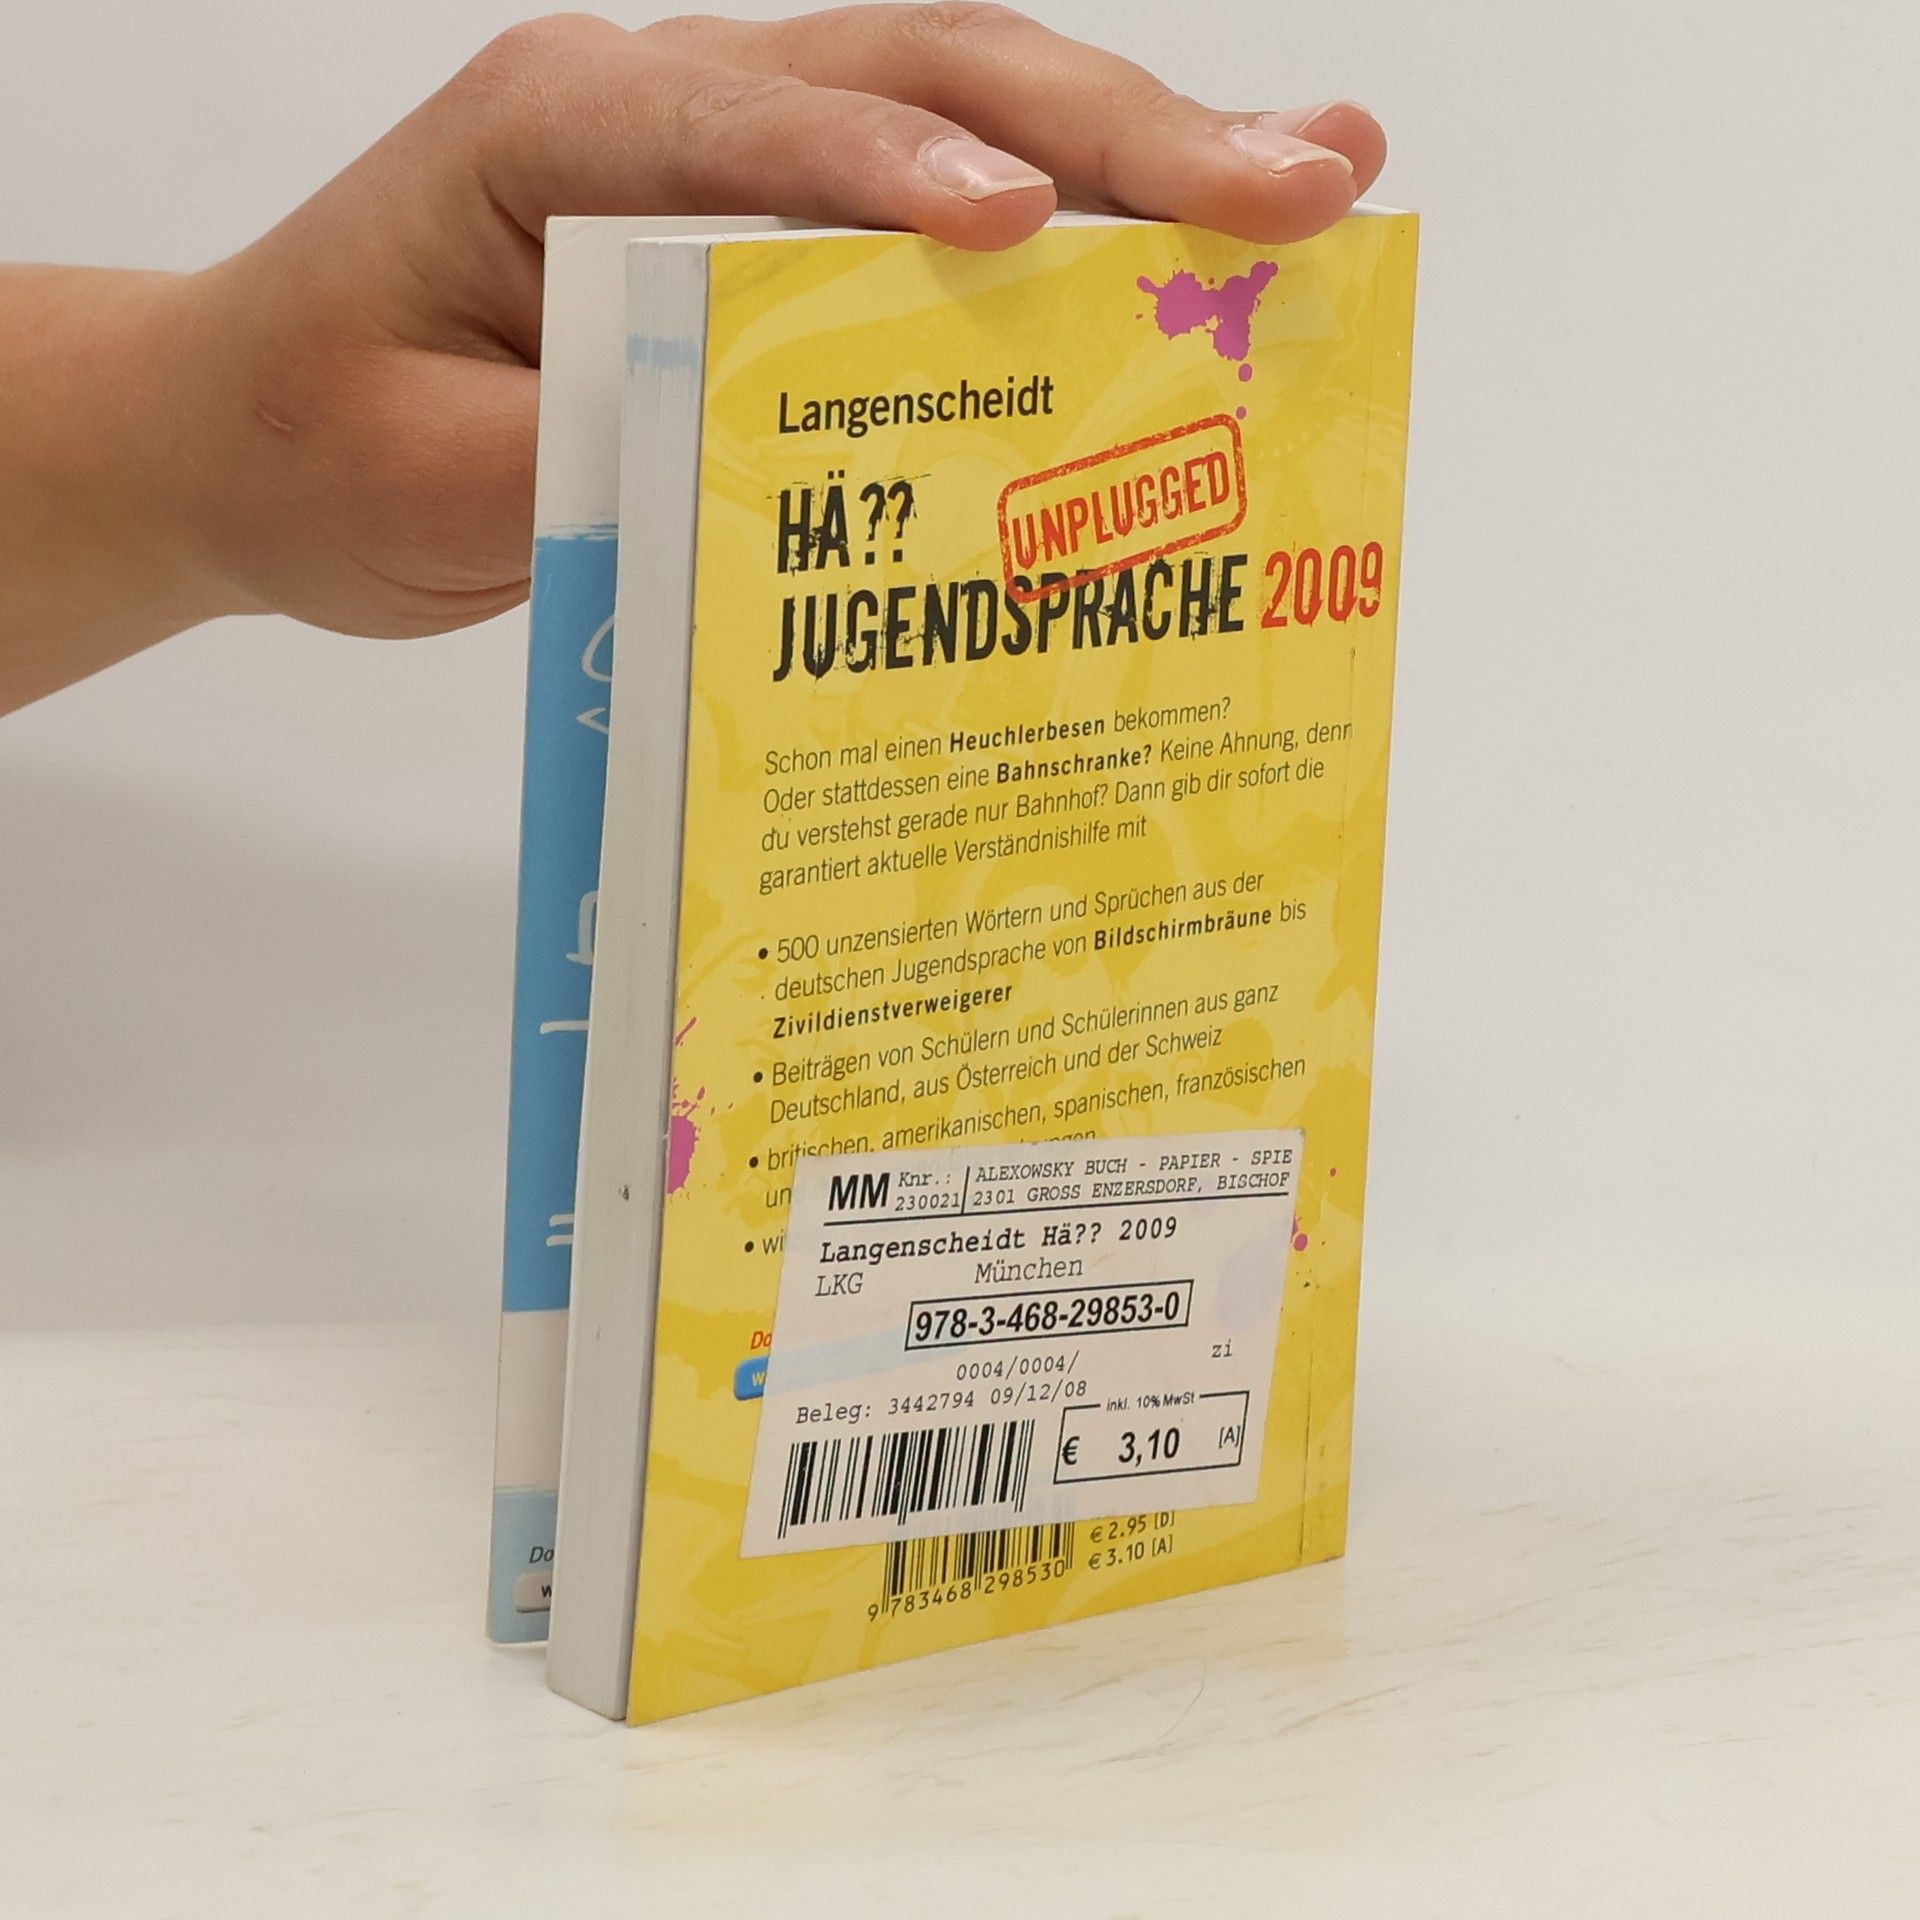 Langenscheidt
HÄ??
UNPLUGGED
JUGENDSPRACHE 2009
Schon mal einen Heuchlerbesen bekommen?
Oder stattdessen eine Bahnschranke? Keine Ahnung, denn
du verstehst gerade nur Bahnhof? Dann gib dir sofort die
garantiert aktuelle Verständnishilfe mit
• 500 unzensierten Wörtern und Sprüchen aus der
deutschen Jugendsprache von Bildschirmbräune bis
Zivildienstverweigerer
• Beiträgen von Schülern und Schülerinnen aus ganz
Deutschland, aus Österreich und der Schweiz
• britischen, amerikanischen, spanischen, französischen
MM Knr.: 230021
ALEXOWSKY BUCH - PAPIER - SPIE
2301 GROSS ENZERSDORF, BISCHOF
Langenscheidt Hä?? 2009
LKG München
978-3-468-29853-0
0004/0004/ zi
Beleg: 3442794 09/12/08
inkl. 10% MwSt
€ 3,10 [A]
€ 2.95 [D]
€ 3.10 [A]
9 783468 298530